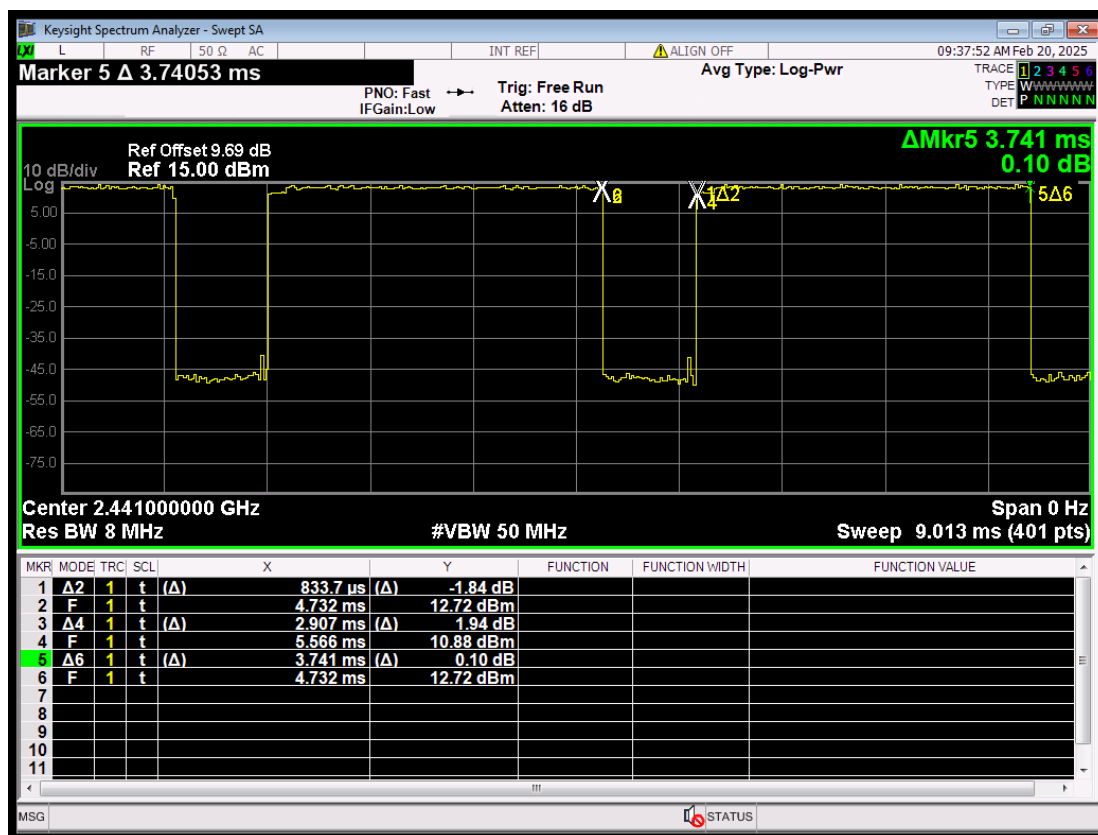 Keysight Spectrum Analyzer - Swept SA
LXI L RF 50 Ω AC INT REF ALIGN OFF 09:37:52 AM Feb 20, 2025
Marker 5 Δ 3.74053 ms Avg Type: Log-Pwr TRACE 1 2 3 4 5 6
PNO: Fast Trig: Free Run TYPE WWWWWWW
IFGain:Low Atten: 16 dB DET P N N N N N
ΔMkr5 3.741 ms
0.10 dB
Ref Offset 9.69 dB
10 dB/div Ref 15.00 dBm
Log
1Δ2 5Δ6
4
5.00
-5.00
-15.0
-25.0
-35.0
-45.0
-55.0
-65.0
-75.0
Center 2.441000000 GHz Span 0 Hz
Res BW 8 MHz #VBW 50 MHz Sweep 9.013 ms (401 pts)
MKR MODE TRC SCL X Y FUNCTION FUNCTION WIDTH FUNCTION VALUE
1 Δ2 1 t (Δ) 833.7 µs (Δ) -1.84 dB
2 F 1 t 4.732 ms 12.72 dBm
3 Δ4 1 t (Δ) 2.907 ms (Δ) 1.94 dB
4 F 1 t 5.566 ms 10.88 dBm
5 Δ6 1 t (Δ) 3.741 ms (Δ) 0.10 dB
6 F 1 t 4.732 ms 12.72 dBm
7
8
9
10
11
MSG STATUS